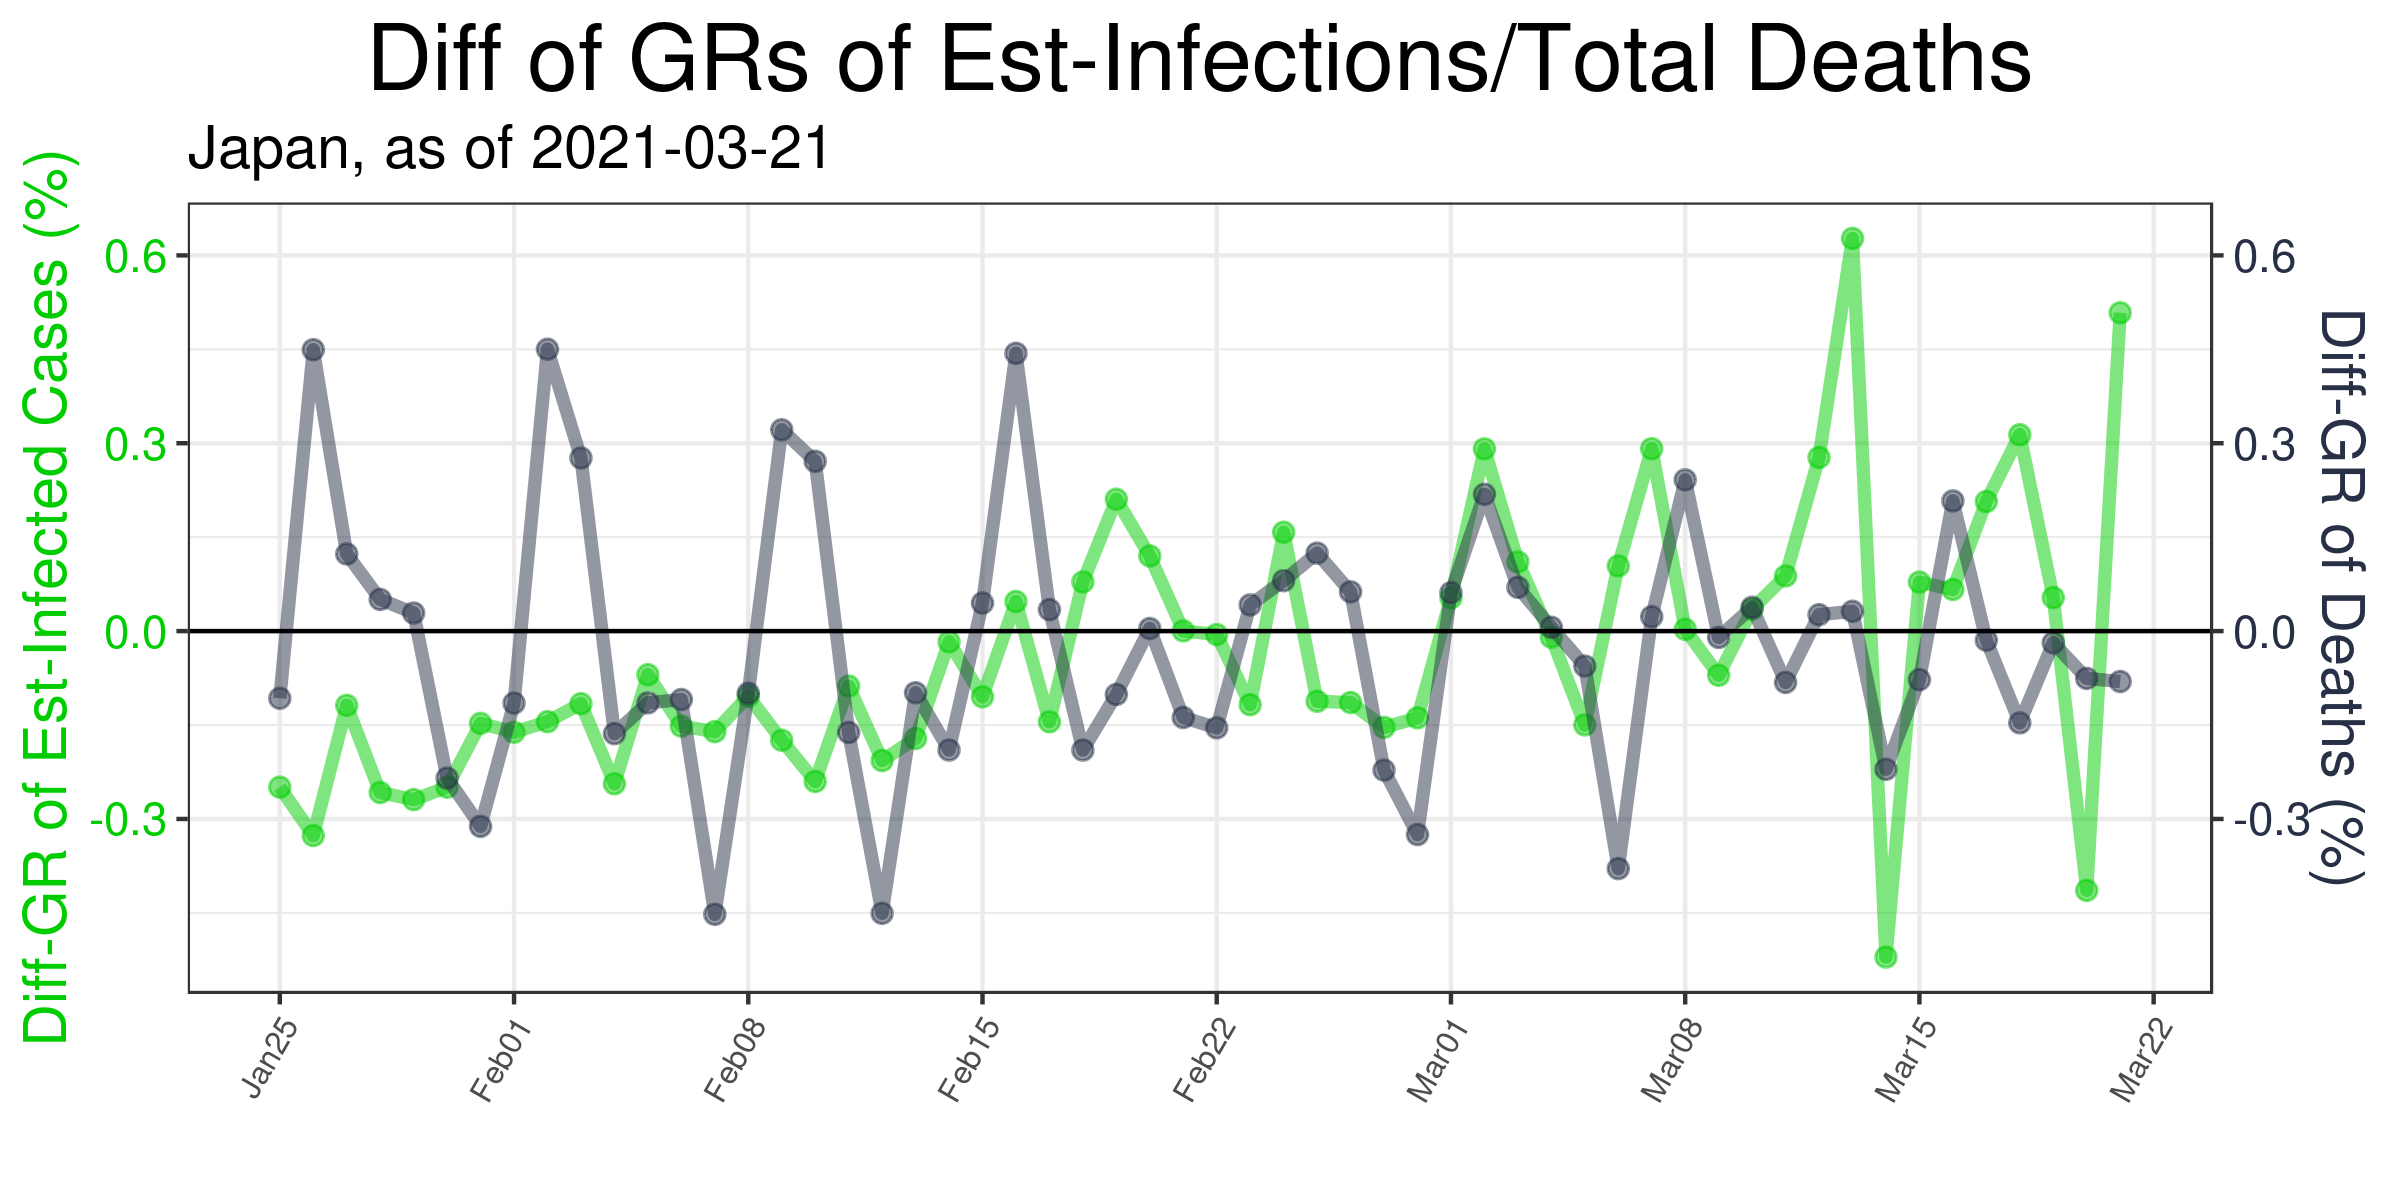 Diff of GRs of Est-Infections/Total Deaths
Japan, as of 2021-03-21
Diff-GR of Est-Infected Cases (%)
0.6
0.3
0.0
-0.3
0.6
0.3
0.0
-0.3
Diff-GR of Deaths (%)
Jan25
Feb01
Feb08
Feb15
Feb22
Mar01
Mar08
Mar15
Mar22